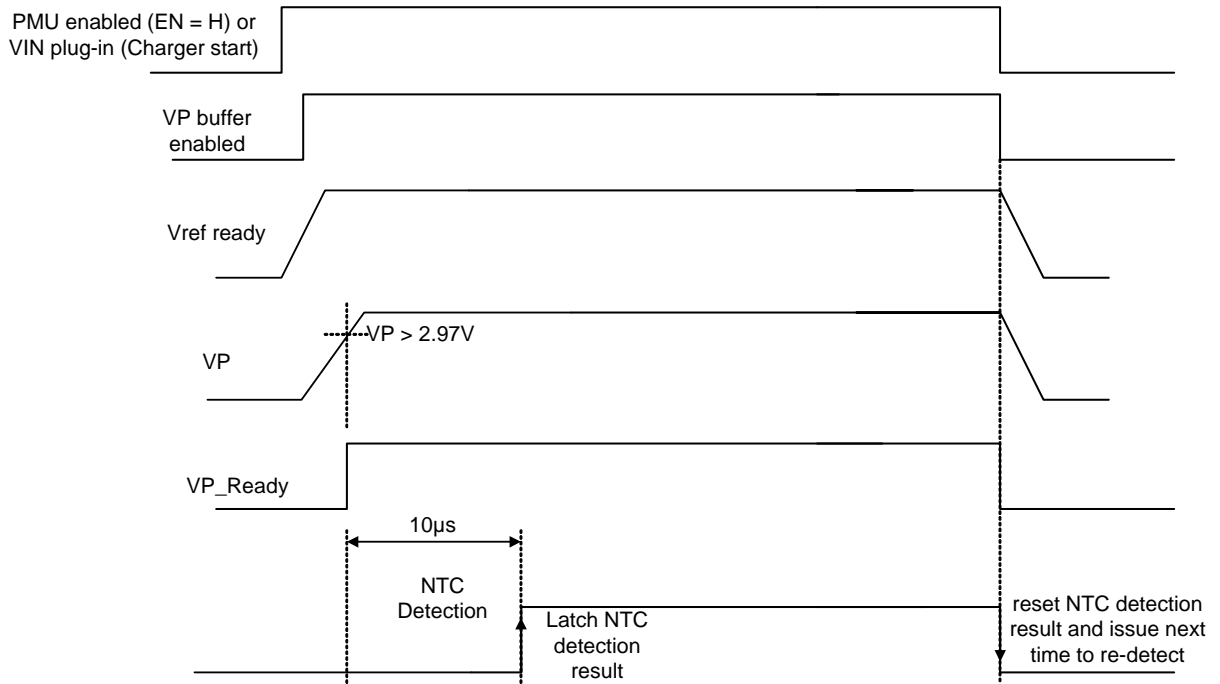 PMU enabled (EN = H) or
VIN plug-in (Charger start)
VP buffer
enabled
Vref ready
VP > 2.97V
VP
VP_Ready
10µs
NTC
Detection
Latch NTC
detection
result
reset NTC detection
result and issue next
time to re-detect